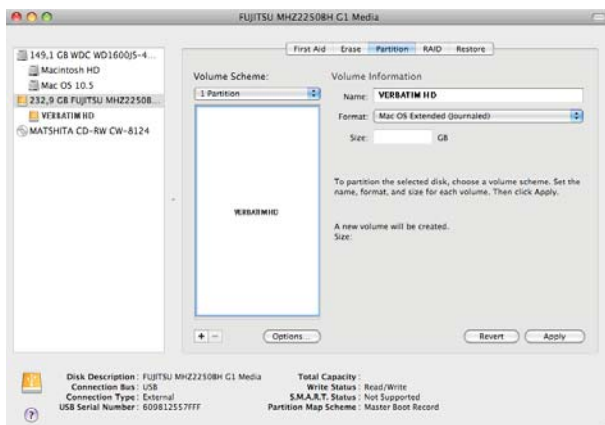 FUJITSU MHZ2250BH G1 Media
First Aid Erase Partition RAID Restore
149,1 GB WDC WD1600JS-4...
Macintosh HD
Mac OS 10.5
232,9 GB FUJITSU MHZ2250B...
VERBATIM HD
MATSHITA CD-RW CW-8124
Volume Scheme:
1 Partition
VERBATIM HD
+ −
Options...
Volume Information
Name: VERBATIM HD
Format: Mac OS Extended (Journaled)
Size: GB
To partition the selected disk, choose a volume scheme. Set the
name, format, and size for each volume. Then click Apply.
A new volume will be created.
Size:
Revert Apply
Disk Description : FUJITSU MHZ2250BH G1 Media
Connection Bus : USB
Connection Type : External
USB Serial Number : 609812557FFF
Total Capacity :
Write Status : Read/Write
S.M.A.R.T. Status : Not Supported
Partition Map Scheme : Master Boot Record
?